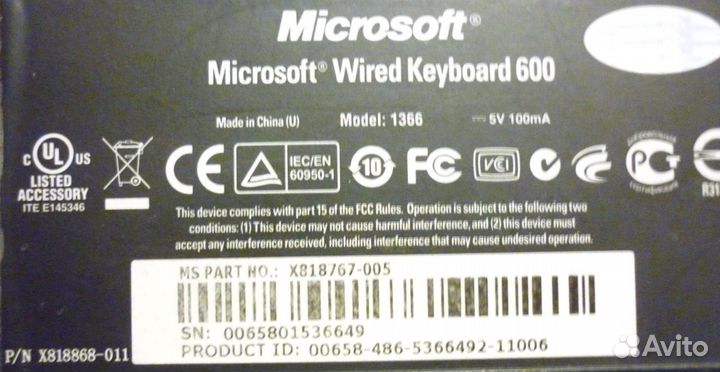 Microsoft®
Microsoft® Wired Keyboard 600
Made in China (U) Model: 1366 5V 100mA
C UL US
LISTED
ACCESSORY
ITE E145346
CE
IEC/EN
60950-1
10
FC
VCI
This device complies with part 15 of the FCC Rules. Operation is subject to the following two
conditions: (1) This device may not cause harmful interference, and (2) this device must
accept any interference received, including interference that may cause undesired operation.
MS PART NO.: X818767-005
SN: 0065801536649
PRODUCT ID: 00658-486-5366492-11006
P/N X818868-011
Avito